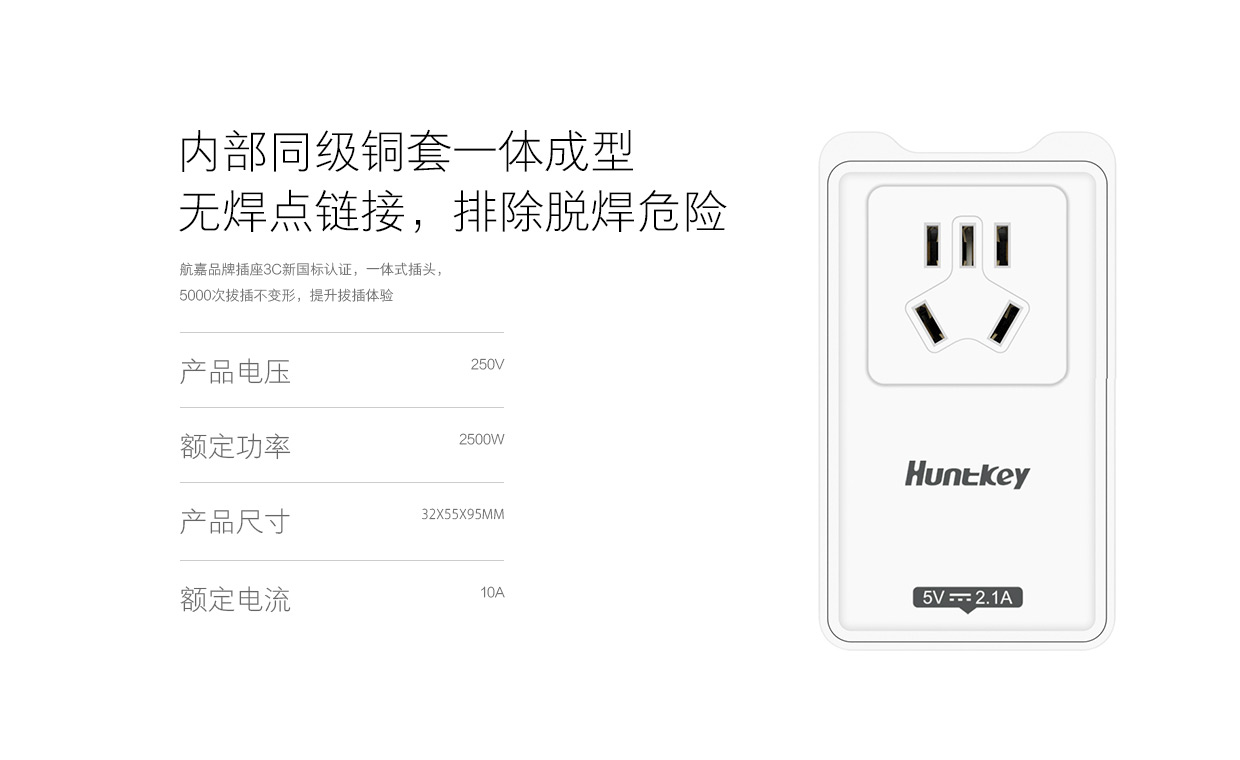 内部同级铜套一体成型
无焊点链接，排除脱焊危险
航嘉品牌插座3C新国标认证，一体式插头，
5000次拔插不变形，提升拔插体验
产品电压 250V
额定功率 2500W
产品尺寸 32X55X95MM
额定电流 10A
Huntkey
5V 2.1A